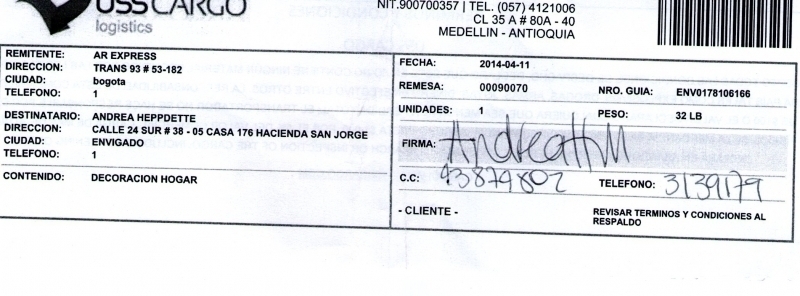 USSCARGO
logistics
NIT.900700357 | TEL. (057) 4121006
CL 35 A # 80A - 40
MEDELLIN - ANTIOQUIA
REMITENTE: AR EXPRESS
DIRECCION: TRANS 93 # 53-182
CIUDAD: bogota
TELEFONO: 1
DESTINATARIO: ANDREA HEPPDETTE
DIRECCION: CALLE 24 SUR # 38 - 05 CASA 176 HACIENDA SAN JORGE
CIUDAD: ENVIGADO
TELEFONO: 1
CONTENIDO: DECORACION HOGAR
FECHA: 2014-04-11
REMESA: 00090070 NRO. GUIA: ENV0178106166
UNIDADES: 1 PESO: 32 LB
FIRMA: AndreaHM
C.C: 43879802 TELEFONO: 3139179
- CLIENTE - REVISAR TERMINOS Y CONDICIONES AL
RESPALDO